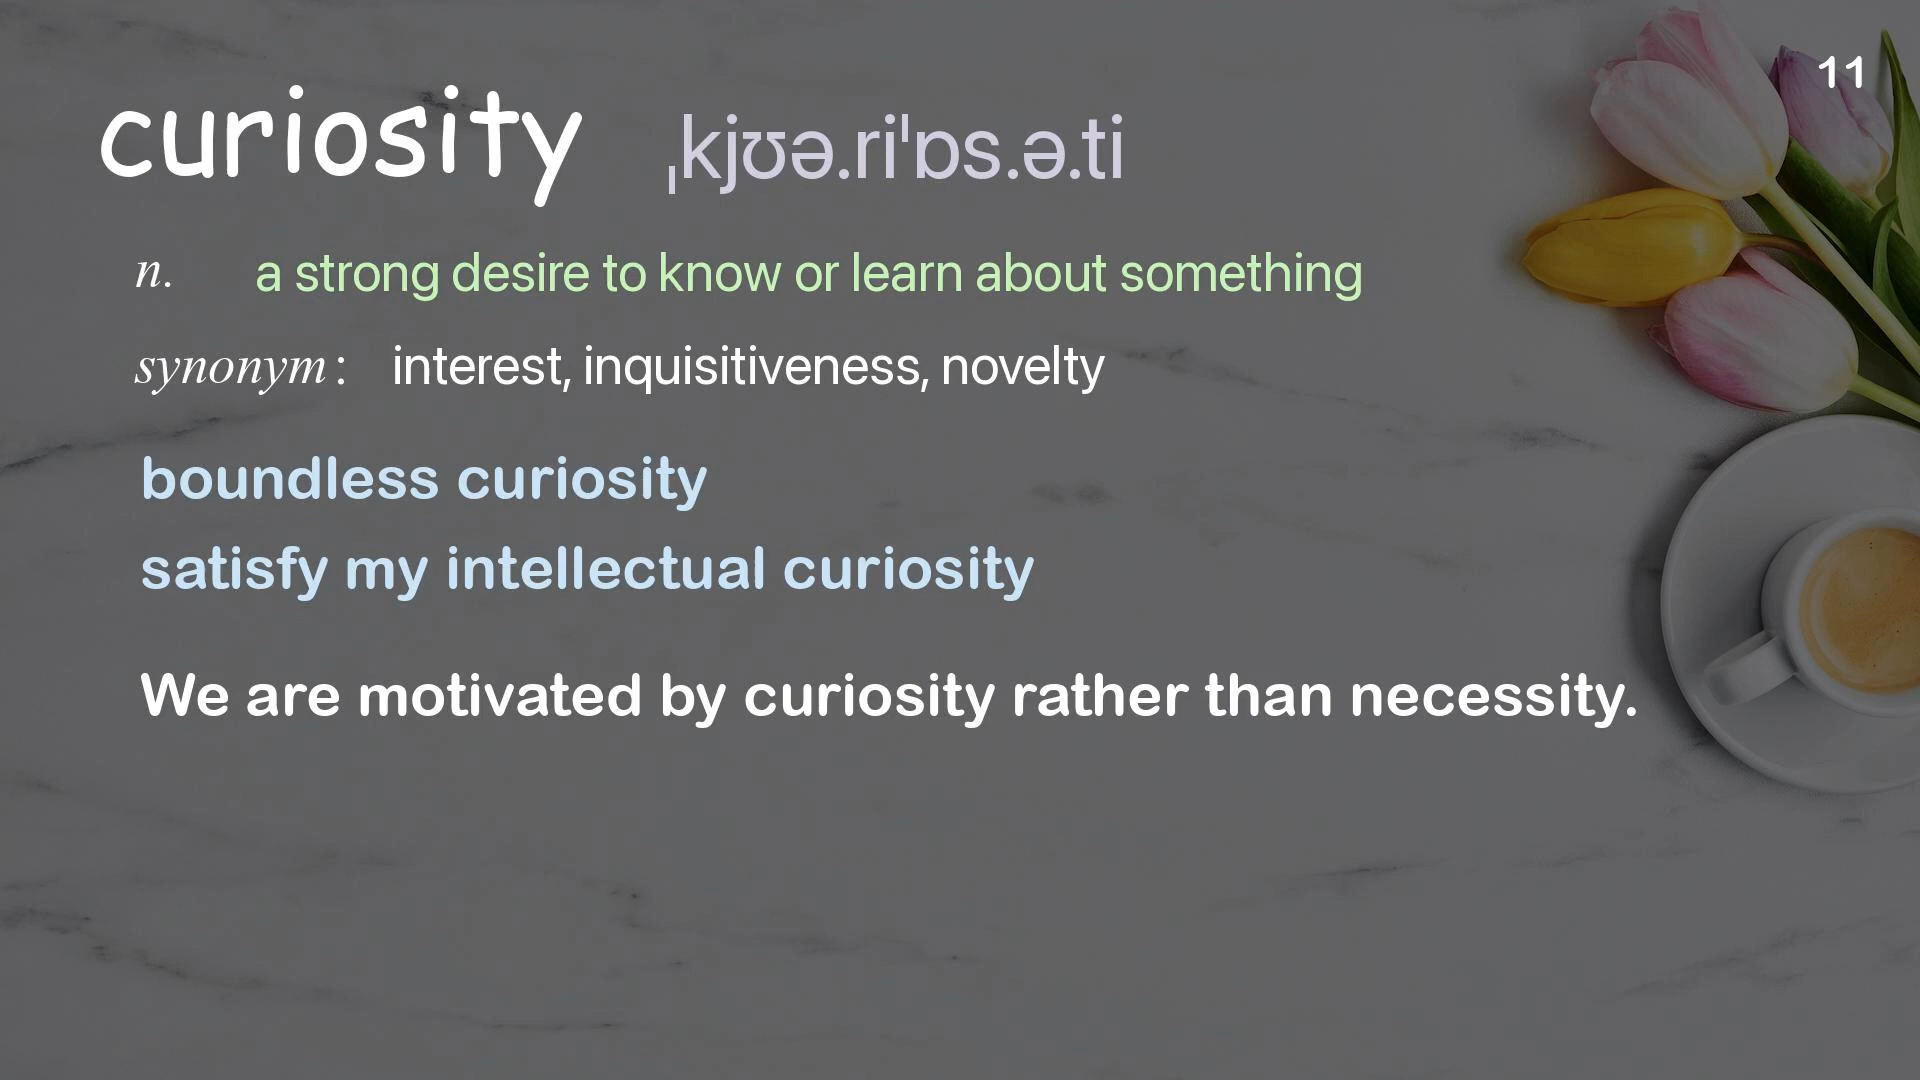 11
curiosity ˌkjʊə.riˈɒs.ə.ti
n. a strong desire to know or learn about something
synonym: interest, inquisitiveness, novelty
boundless curiosity
satisfy my intellectual curiosity
We are motivated by curiosity rather than necessity.